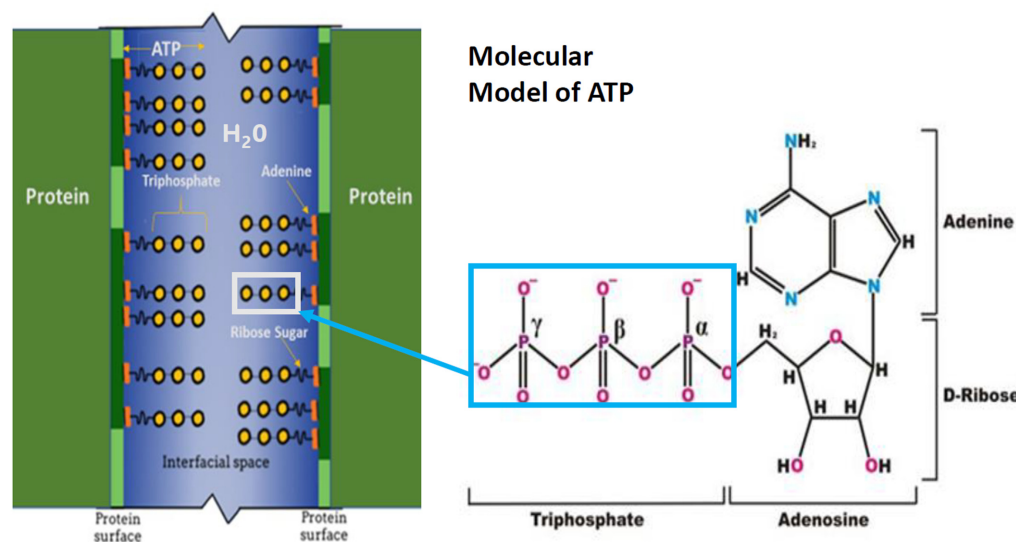 Molecular
Model of ATP
ATP
H₂0
Triphosphate
Adenine
Protein
Protein
Ribose Sugar
Interfacial space
Protein
surface
Protein
surface
NH₂
N
N
N
N
H
H
Adenine
O⁻
O⁻
O⁻
γ
β
α
⁻O
P
O
P
O
P
O
O
O
O
H₂
O
H
H
H
H
HO
OH
D-Ribose
Triphosphate
Adenosine